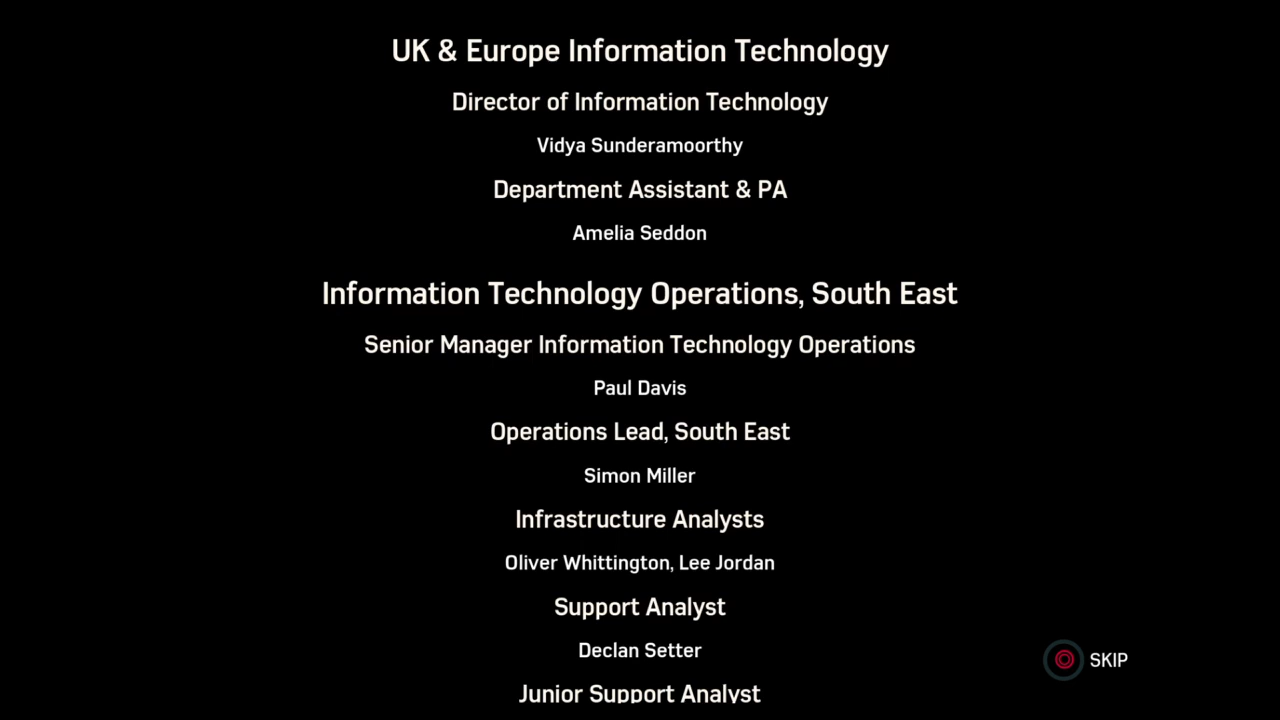 UK & Europe Information Technology
Director of Information Technology
Vidya Sunderamoorthy
Department Assistant & PA
Amelia Seddon
Information Technology Operations, South East
Senior Manager Information Technology Operations
Paul Davis
Operations Lead, South East
Simon Miller
Infrastructure Analysts
Oliver Whittington, Lee Jordan
Support Analyst
Declan Setter
SKIP
Junior Support Analyst